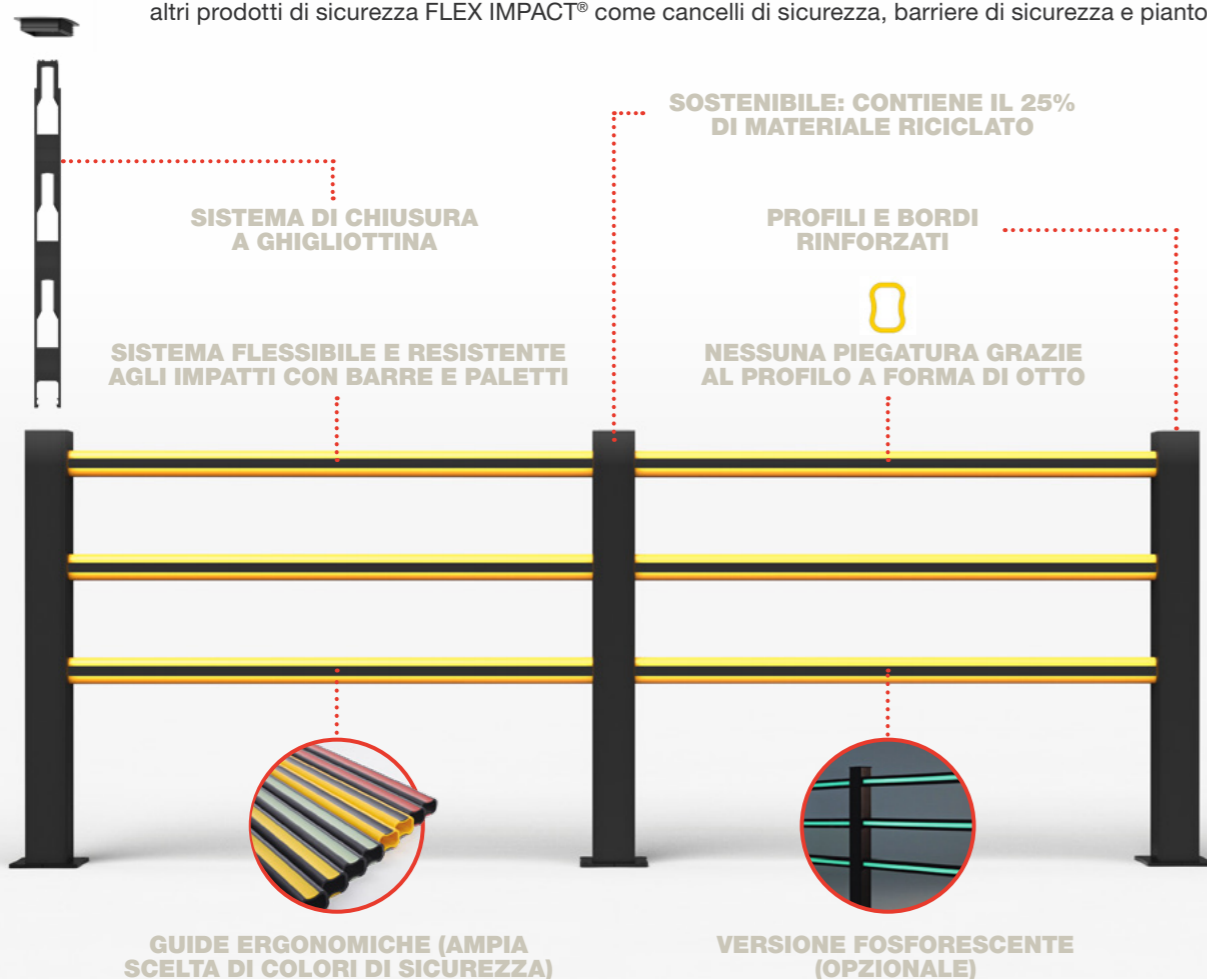 altri prodotti di sicurezza FLEX IMPACT® come cancelli di sicurezza, barriere di sicurezza e pianto
SOSTENIBILE: CONTIENE IL 25%
DI MATERIALE RICICLATO
SISTEMA DI CHIUSURA
A GHIGLIOTTINA
PROFILI E BORDI
RINFORZATI
SISTEMA FLESSIBILE E RESISTENTE
AGLI IMPATTI CON BARRE E PALETTI
NESSUNA PIEGATURA GRAZIE
AL PROFILO A FORMA DI OTTO
GUIDE ERGONOMICHE (AMPIA
SCELTA DI COLORI DI SICUREZZA)
VERSIONE FOSFORESCENTE
(OPZIONALE)